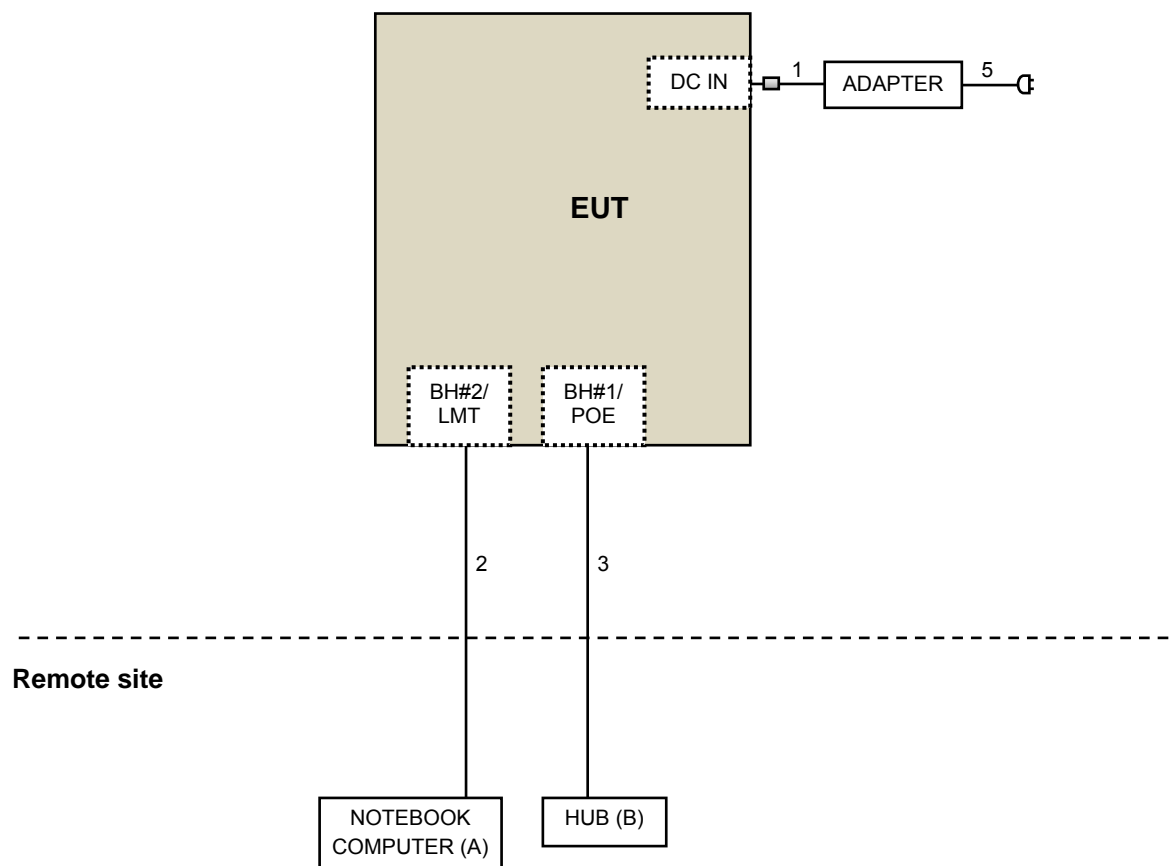 DC IN
1
ADAPTER
5
EUT
BH#2/
LMT
BH#1/
POE
2
3
Remote site
NOTEBOOK
COMPUTER (A)
HUB (B)